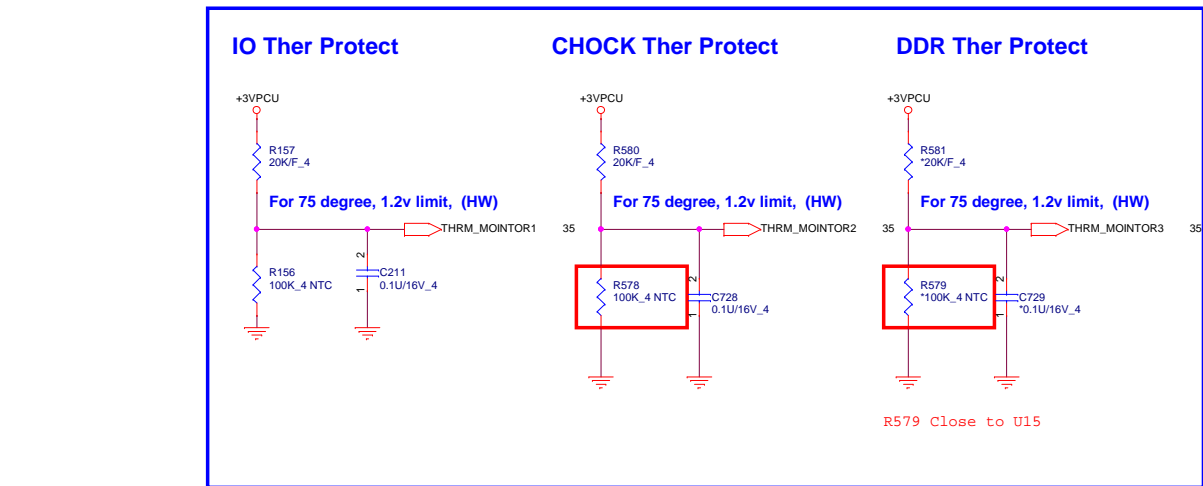 IO Ther Protect
CHOCK Ther Protect
DDR Ther Protect
+3VPCU
+3VPCU
+3VPCU
R157
20K/F_4
R580
20K/F_4
R581
*20K/F_4
For 75 degree, 1.2v limit, (HW)
For 75 degree, 1.2v limit, (HW)
For 75 degree, 1.2v limit, (HW)
THRM_MOINTOR1 35
THRM_MOINTOR2 35
THRM_MOINTOR3 35
R156
100K_4 NTC
2
1
C211
0.1U/16V_4
R578
100K_4 NTC
2
1
C728
0.1U/16V_4
R579
*100K_4 NTC
2
1
C729
*0.1U/16V_4
R579 Close to U15